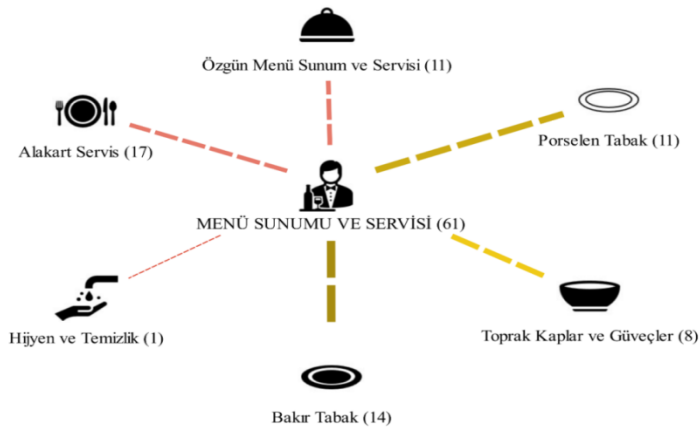 Özgün Menü Sunum ve Servisi (11)
Alakart Servis (17)
Porselen Tabak (11)
MENÜ SUNUMU VE SERVİSİ (61)
Hijyen ve Temizlik (1)
Toprak Kaplar ve Güveçler (8)
Bakır Tabak (14)